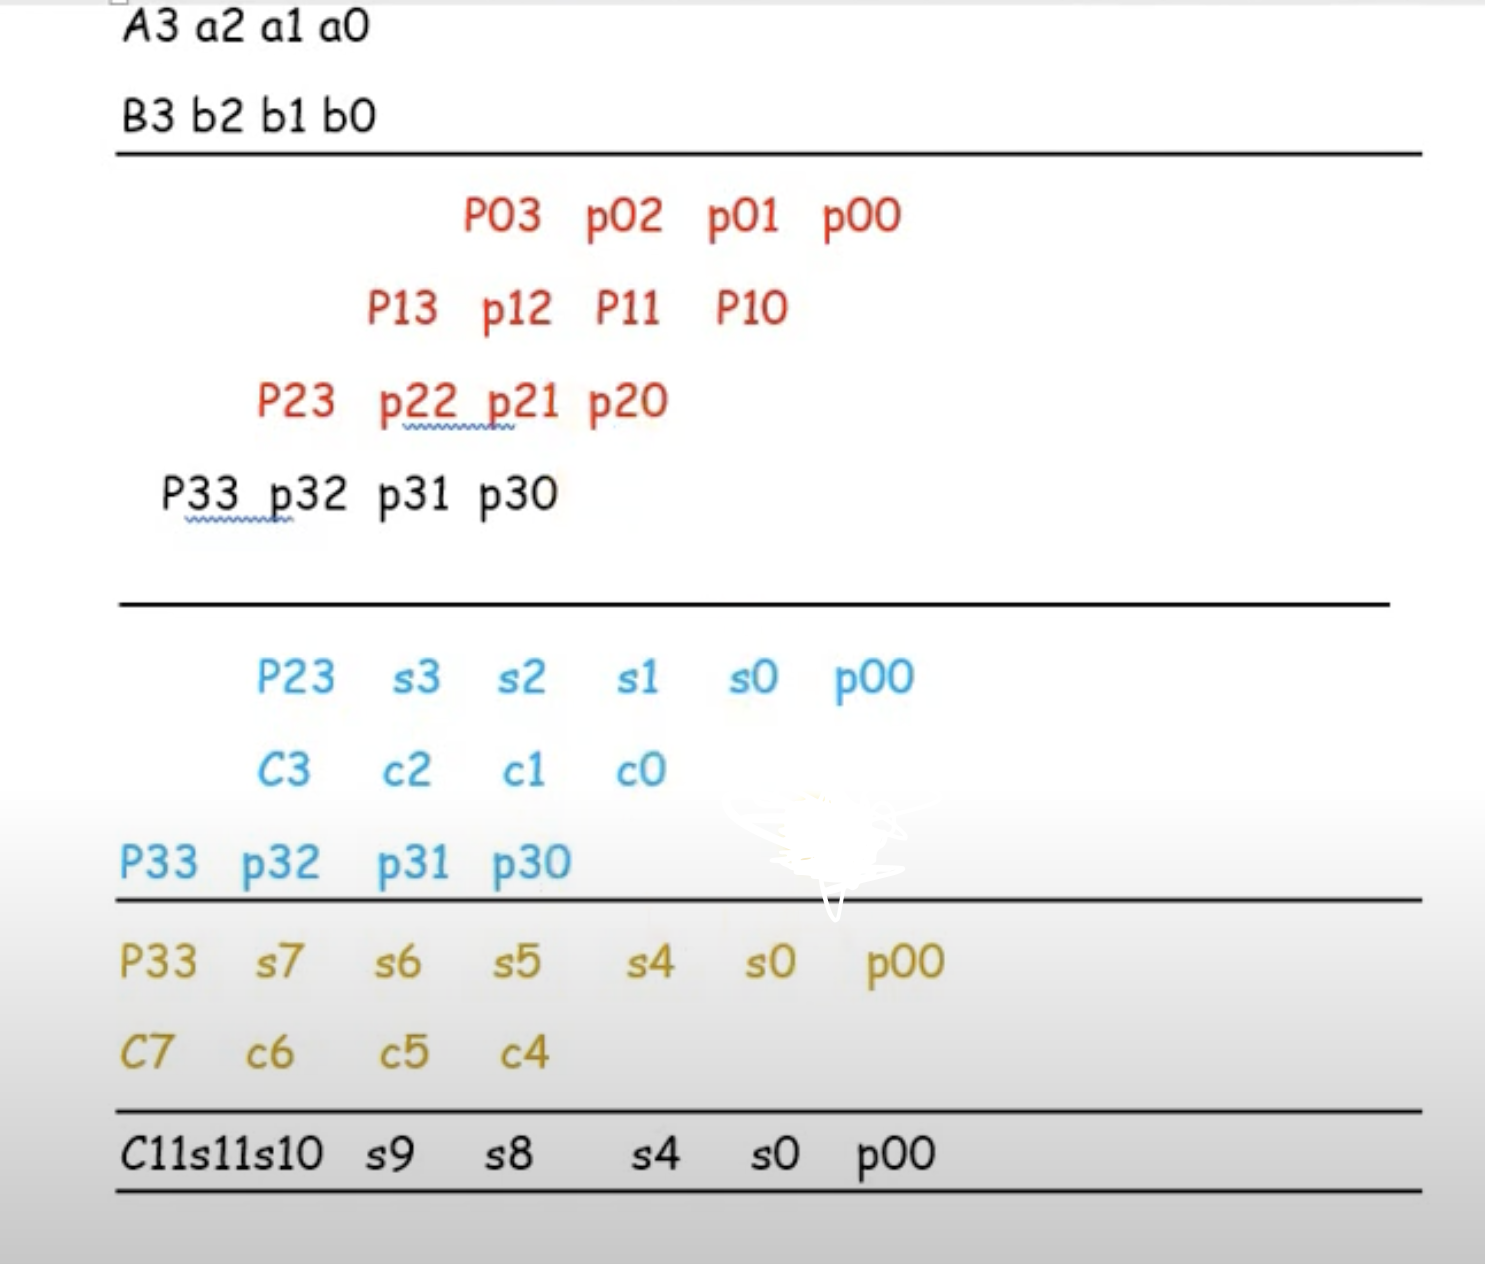 A3 a2 a1 a0
B3 b2 b1 b0
P03 p02 p01 p00
P13 p12 P11 P10
P23 p22 p21 p20
P33 p32 p31 p30
P23 s3 s2 s1 s0 p00
C3 c2 c1 c0
P33 p32 p31 p30
P33 s7 s6 s5 s4 s0 p00
C7 c6 c5 c4
C11s11s10 s9 s8 s4 s0 p00